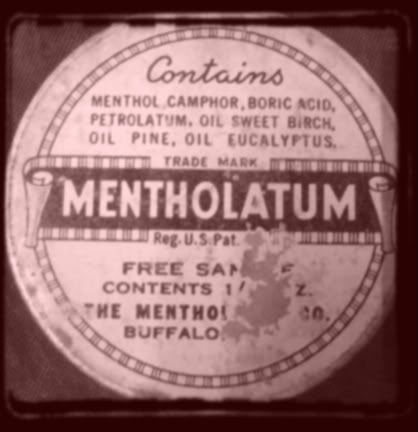 Contains
MENTHOL, CAMPHOR, BORIC ACID,
PETROLATUM, OIL SWEET BIRCH,
OIL PINE, OIL EUCALYPTUS.
TRADE MARK
MENTHOLATUM
Reg. U.S. Pat.
FREE
CONTENTS
THE
BUFFALO